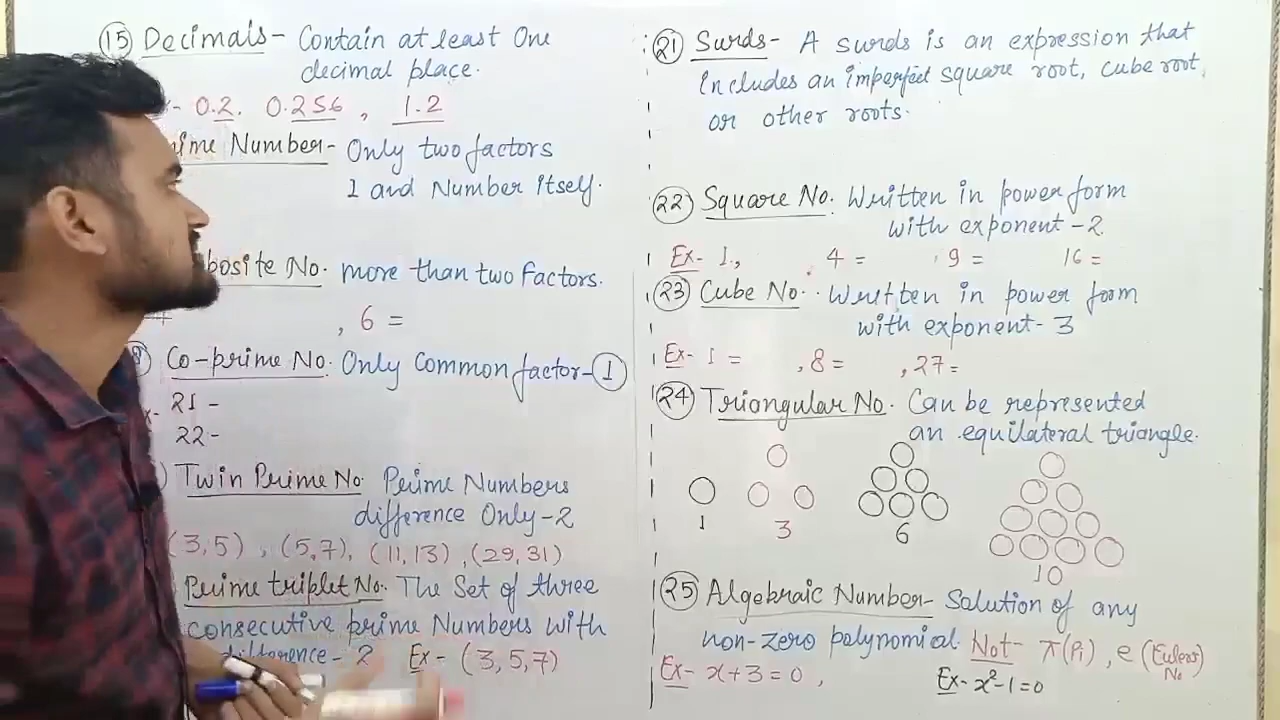 15 Decimals- Contain at least One
decimal place.
- 0.2. 0.256 , 1.2
ime Number- Only two factors
1 and Number itself.
posite No. more than two factors.
4 , 6 =
Co-prime No. Only Common factor-1
21 -
22-
Twin Prime No. Prime Numbers
difference Only-2
(3,5) , (5,7), (11,13) ,(29,31)
Prime triplet No. The Set of three
consecutive prime Numbers with
difference- 2 Ex- (3,5,7)
21 Surds- A surds is an expression that
includes an imperfect square root, cube root,
or other roots.
22 Square No. Written in power form
with exponent -2
Ex- 1., 4 = 9 = 16 =
23 Cube No. Written in power form
with exponent- 3
Ex- 1 = ,8= ,27=
24 Triangular No. Can be represented
an equilateral triangle.
1 3 6 10
25 Algebraic Number- Solution of any
non-zero polynomial Not- π(Pi) , e (Eulers No
Ex- x+3=0 , Ex- x²-1=0